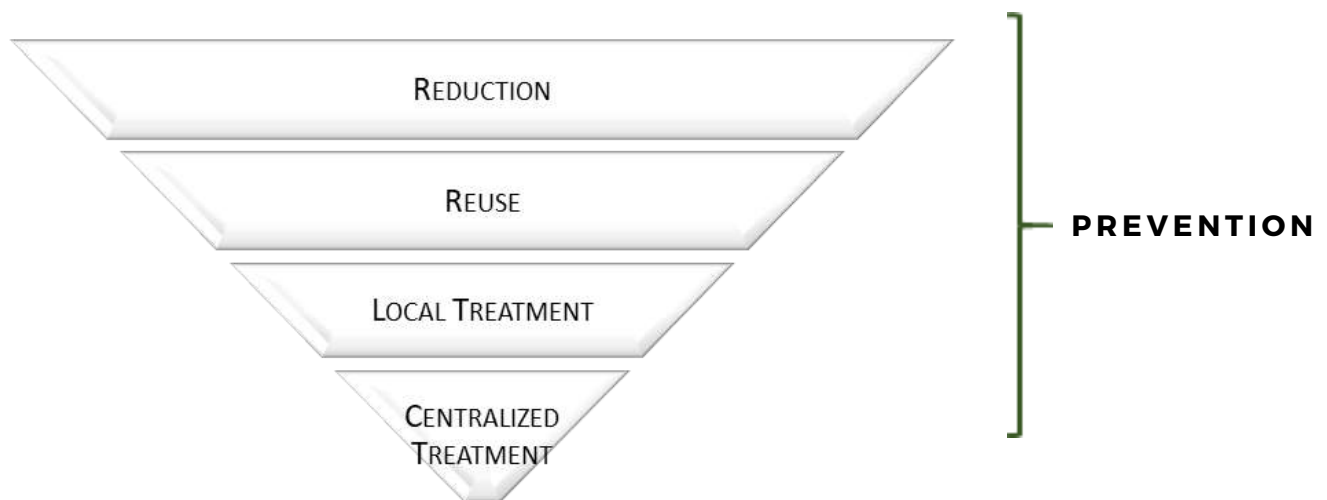 REDUCTION
REUSE
PREVENTION
LOCAL TREATMENT
CENTRALIZED
TREATMENT